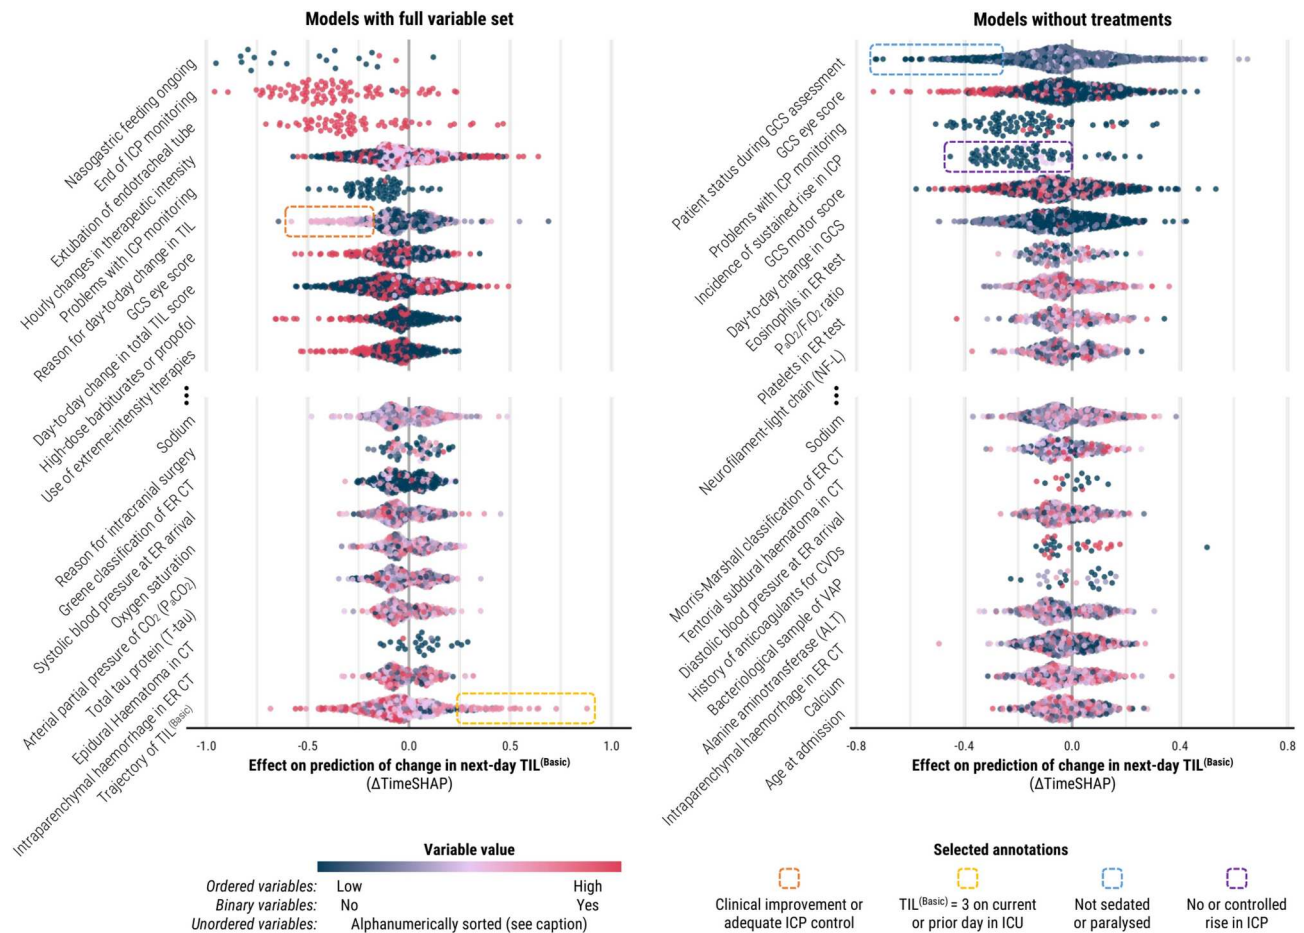 Models with full variable set
Nasogastric feeding ongoing
End of ICP monitoring
Extubation of endotracheal tube
Hourly changes in therapeutic intensity
Problems with ICP monitoring
Reason for day-to-day change in TIL
GCS eye score
Day-to-day change in total TIL score
High-dose barbiturates or propofol
Use of extreme-intensity therapies
Sodium
Reason for intracranial surgery
Greene classification of ER CT
Systolic blood pressure at ER arrival
Oxygen saturation
Arterial partial pressure of CO2 (PaCO2)
Total tau protein (T-tau)
Epidural Haematoma in CT
Intraparenchymal haemorrhage in ER CT
Trajectory of TIL(Basic)
-1.0 -0.5 0.0 0.5 1.0
Effect on prediction of change in next-day TIL(Basic)
(ΔTimeSHAP)
Models without treatments
Patient status during GCS assessment
GCS eye score
Problems with ICP monitoring
Incidence of sustained rise in ICP
GCS motor score
Day-to-day change in GCS
Eosinophils in ER test
PaO2/FiO2 ratio
Platelets in ER test
Neurofilament-light chain (NF-L)
Sodium
Morris-Marshall classification of ER CT
Tentorial subdural haematoma in CT
Diastolic blood pressure at ER arrival
History of anticoagulants for CVDs
Bacteriological sample of VAP
Alanine aminotransferase (ALT)
Intraparenchymal haemorrhage in ER CT
Calcium
Age at admission
-0.8 -0.4 0.0 0.4 0.8
Effect on prediction of change in next-day TIL(Basic)
(ΔTimeSHAP)
Variable value
Ordered variables: Low High
Binary variables: No Yes
Unordered variables: Alphanumerically sorted (see caption)
Selected annotations
Clinical improvement or
adequate ICP control
TIL(Basic) = 3 on current
or prior day in ICU
Not sedated
or paralysed
No or controlled
rise in ICP